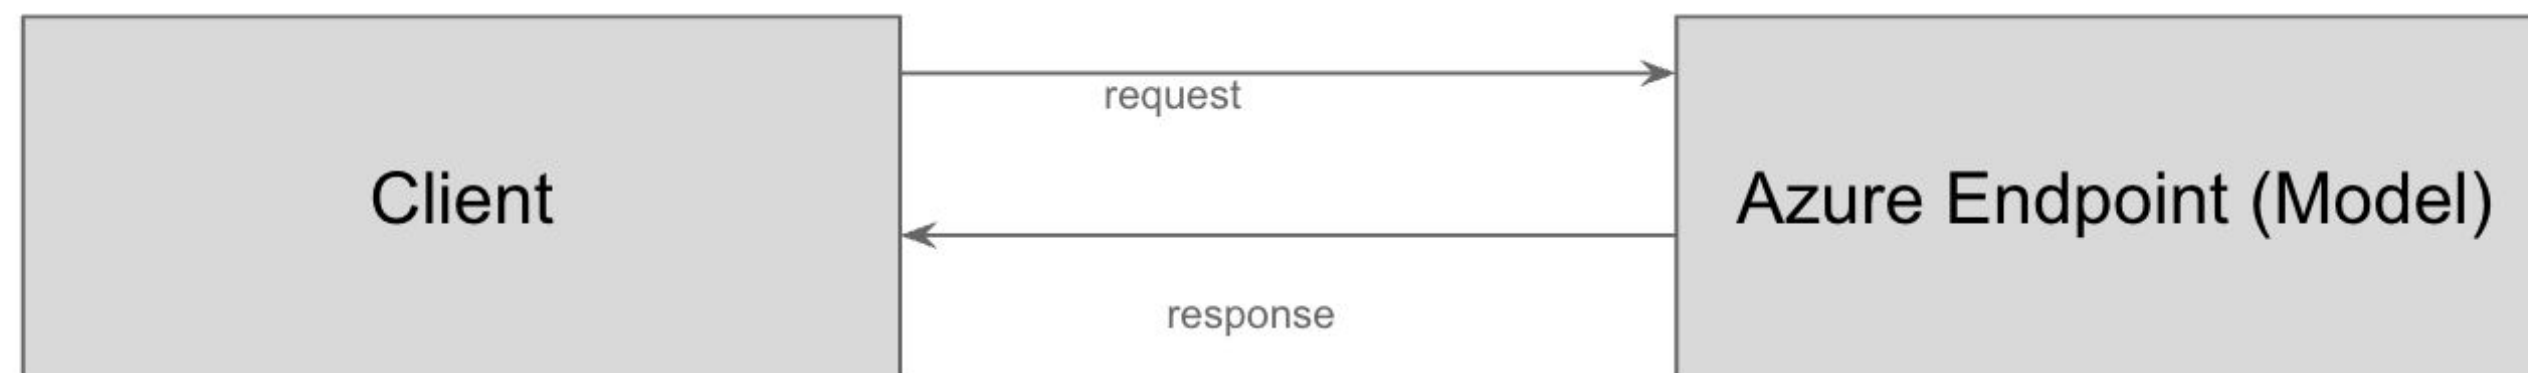 request
Client
Azure Endpoint (Model)
response